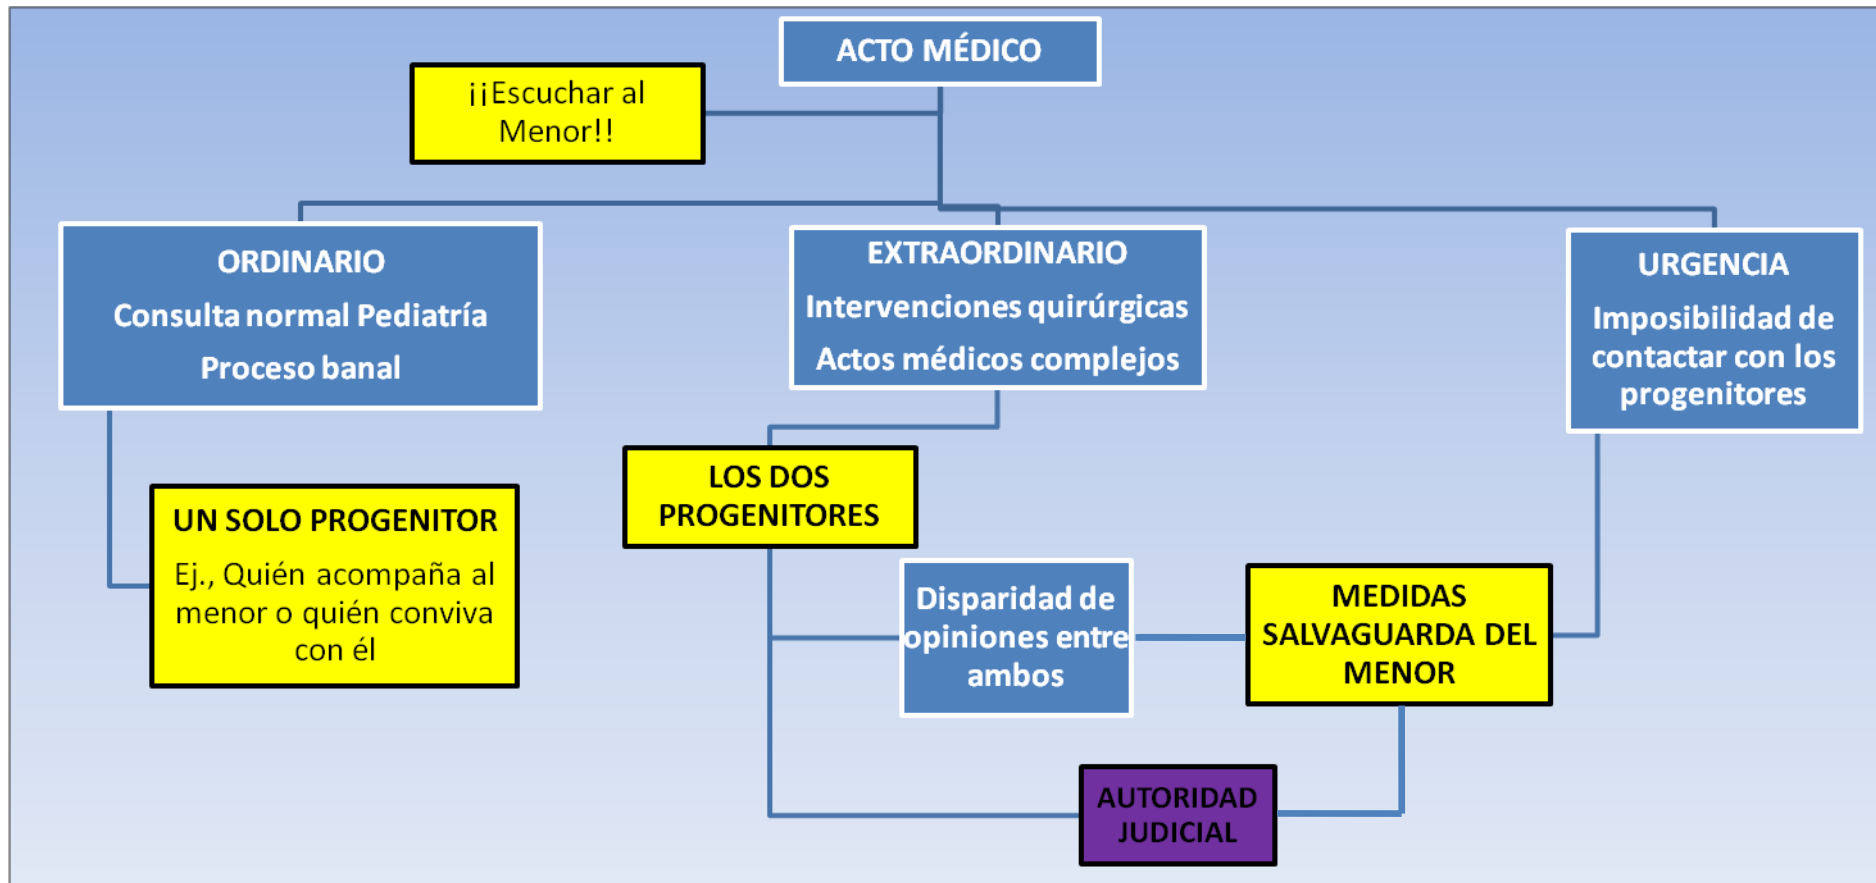 ACTO MÉDICO
¡¡Escuchar al
Menor!!
ORDINARIO
Consulta normal Pediatría
Proceso banal
EXTRAORDINARIO
Intervenciones quirúrgicas
Actos médicos complejos
URGENCIA
Imposibilidad de
contactar con los
progenitores
UN SOLO PROGENITOR
Ej., Quién acompaña al
menor o quién conviva
con él
LOS DOS
PROGENITORES
Disparidad de
opiniones entre
ambos
MEDIDAS
SALVAGUARDA DEL
MENOR
AUTORIDAD
JUDICIAL